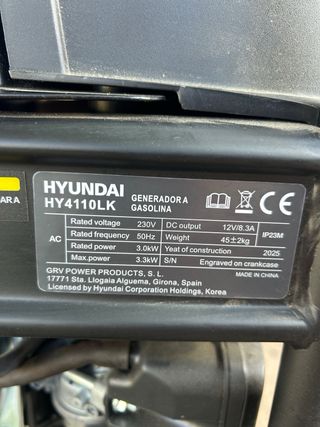 ARA
HYUNDAI
HY4110LK
GENERADOR A
GASOLINA
CE
AC
Rated voltage 230V DC output 12V/8.3A
Rated frequency 50Hz Weight 45±2kg IP23M
Rated power 3.0kW Yeat of construction 2025
Max.power 3.3kW S/N Engraved on crankcase
GRV POWER PRODUCTS, S.L. MADE IN CHINA
17771 Sta. Llogaia Alguema, Girona, Spain
Licensed by Hyundai Corporation Holdings, Korea